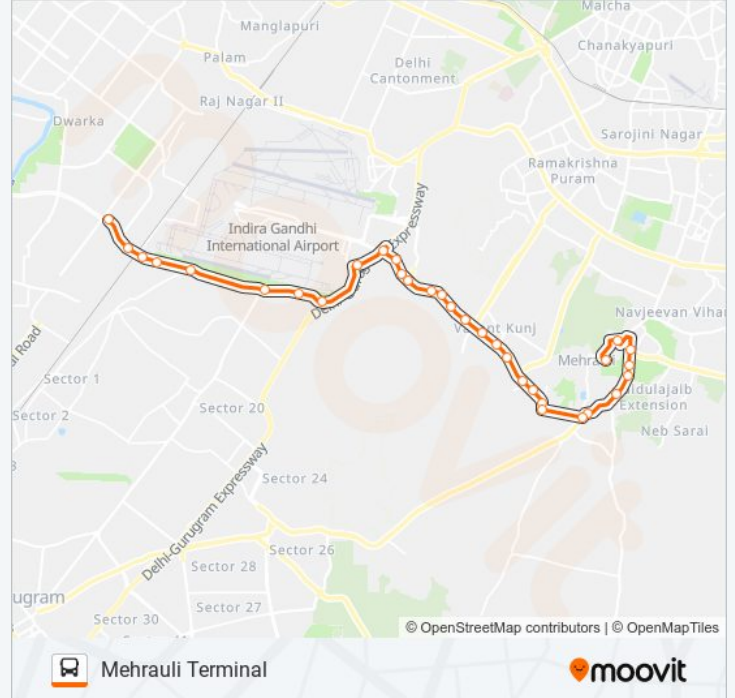 Malcha
Manglapuri
Chanakyapuri
Palam
Delhi
Cantonment
Raj Nagar II
Dwarka
Sarojini Nagar
Ramakrishna
Puram
Indira Gandhi
International Airport
Expressway
Navjeevan Vihar
Vasant Kunj
Mehrauli
Sector 1
Sector 2
Sector 20
Saidulajaib
Extension
Neb Sarai
Sector 24
Delhi-Gurugram Expressway
Sector 26
Sector 28
ugram
Sector 27
Sector 30
© OpenStreetMap contributors | © OpenMapTiles
Mehrauli Terminal
moovit